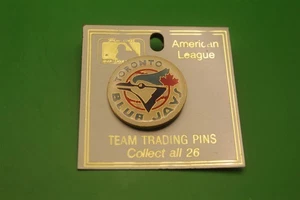 American
League
TORONTO
BLUE JAYS
TEAM TRADING PINS
Collect all 26